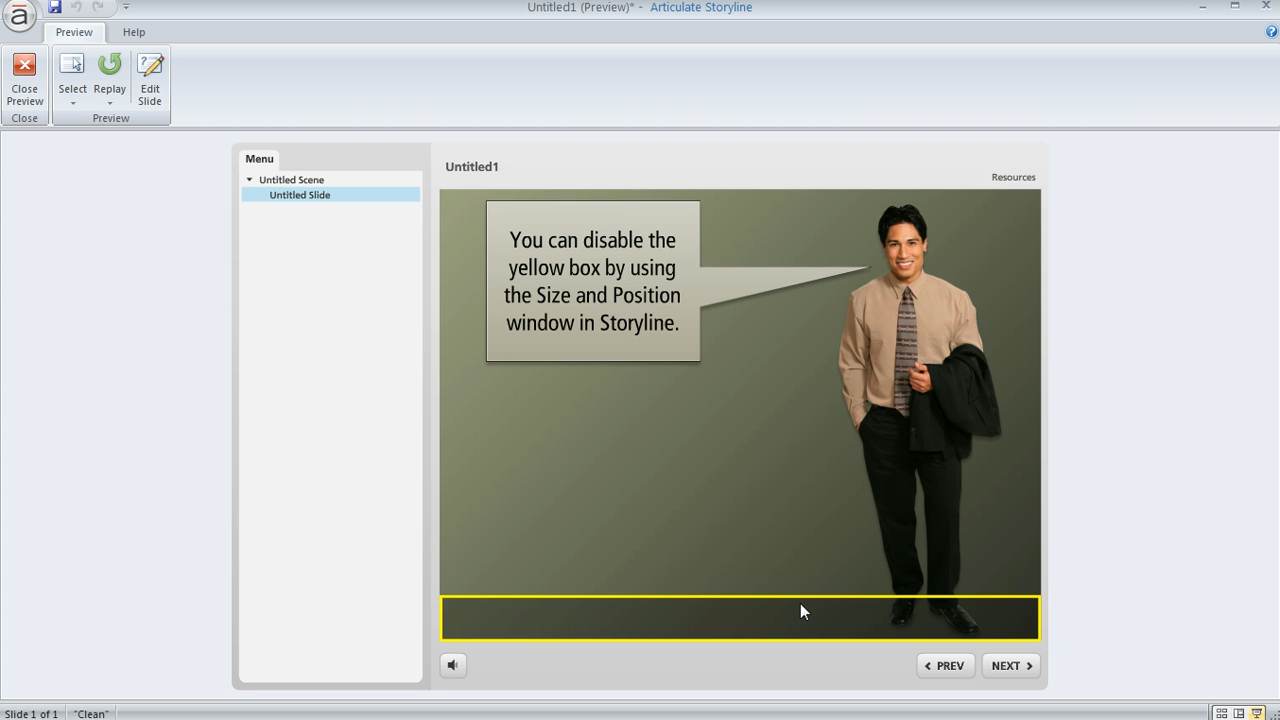 Untitled1 (Preview)* - Articulate Storyline
Preview
Help
Close Preview
Select
Replay
Edit Slide
Close
Preview
Menu
Untitled Scene
Untitled Slide
Untitled1
Resources
You can disable the
yellow box by using
the Size and Position
window in Storyline.
PREV
NEXT
Slide 1 of 1
"Clean"